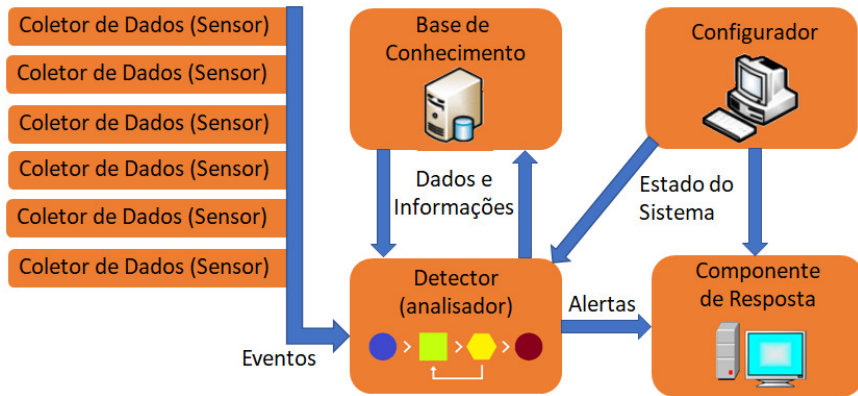 Coletor de Dados (Sensor)
Coletor de Dados (Sensor)
Coletor de Dados (Sensor)
Coletor de Dados (Sensor)
Coletor de Dados (Sensor)
Coletor de Dados (Sensor)
Eventos
Base de
Conhecimento
Dados e
Informações
Detector
(analisador)
> > >
Alertas
Configurador
Estado do
Sistema
Componente
de Resposta